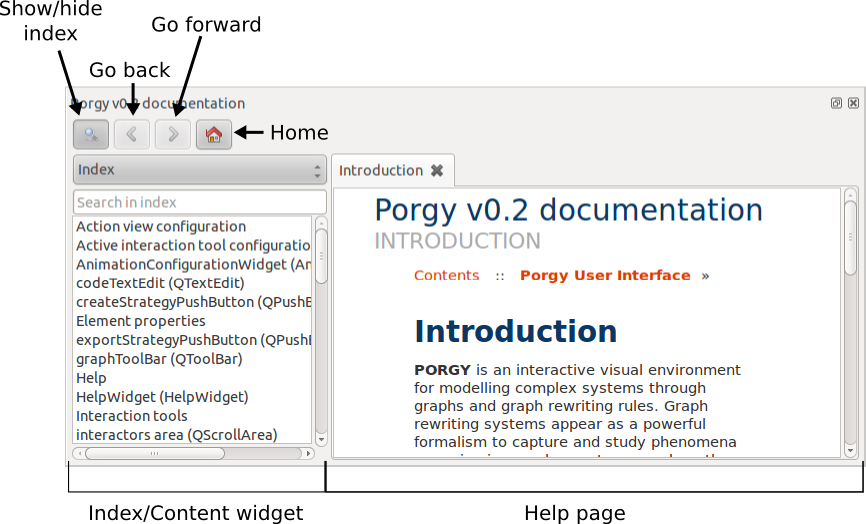 Show/hide
index
Go forward
Go back
Porgy v0.2 documentation
Home
Index
Search in index
Action view configuration
Active interaction tool configuratio
AnimationConfigurationWidget (An
codeTextEdit (QTextEdit)
createStrategyPushButton (QPushB
Element properties
exportStrategyPushButton (QPushB
graphToolBar (QToolBar)
Help
HelpWidget (HelpWidget)
Interaction tools
interactors area (QScrollArea)
Introduction
Porgy v0.2 documentation
INTRODUCTION
Contents :: Porgy User Interface »
Introduction
PORGY is an interactive visual environment
for modelling complex systems through
graphs and graph rewriting rules. Graph
rewriting systems appear as a powerful
formalism to capture and study phenomena
Index/Content widget
Help page